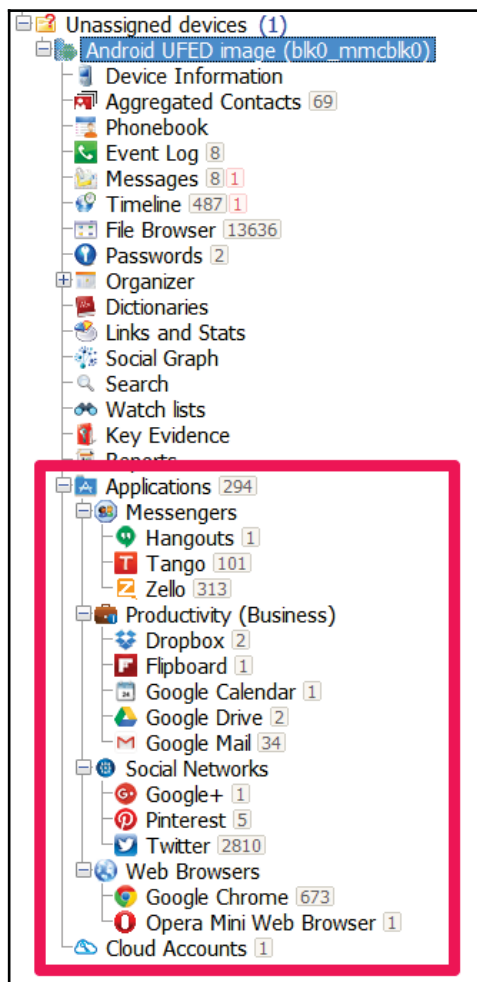 Unassigned devices (1)
Android UFED image (blk0_mmcblk0)
Device Information
Aggregated Contacts 69
Phonebook
Event Log 8
Messages 8 1
Timeline 487 1
File Browser 13636
Passwords 2
Organizer
Dictionaries
Links and Stats
Social Graph
Search
Watch lists
Key Evidence
Reports
Applications 294
Messengers
Hangouts 1
Tango 101
Zello 313
Productivity (Business)
Dropbox 2
Flipboard 1
Google Calendar 1
Google Drive 2
Google Mail 34
Social Networks
Google+ 1
Pinterest 5
Twitter 2810
Web Browsers
Google Chrome 673
Opera Mini Web Browser 1
Cloud Accounts 1